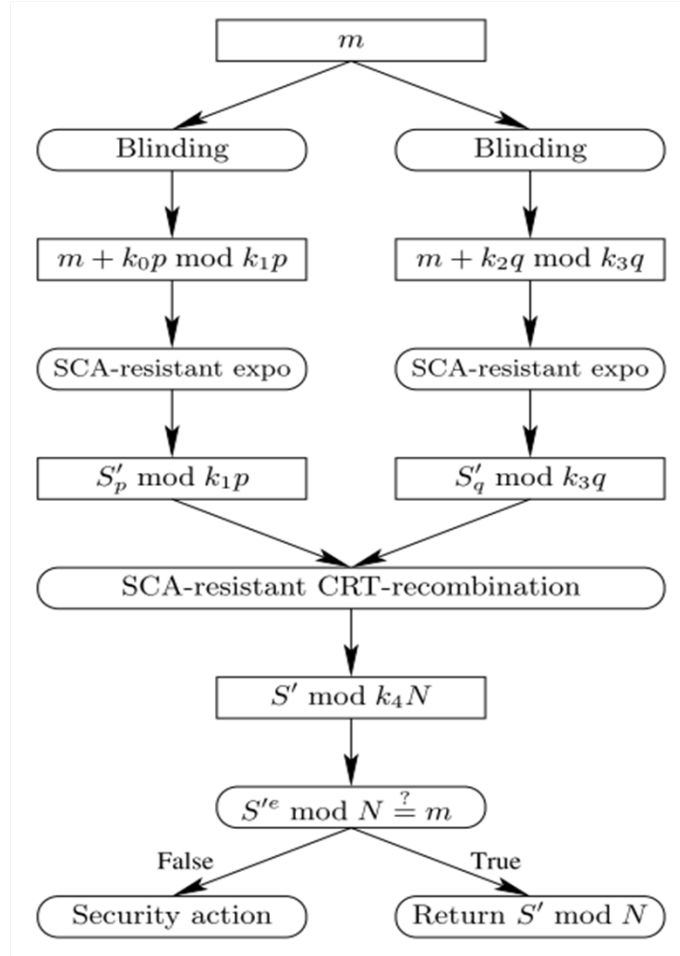 m
Blinding
Blinding
m + k₀p mod k₁p
m + k₂q mod k₃q
SCA-resistant expo
SCA-resistant expo
S′ₚ mod k₁p
S′_q mod k₃q
SCA-resistant CRT-recombination
S′ mod k₄N
S′ᵉ mod N ≟ m
False
True
Security action
Return S′ mod N